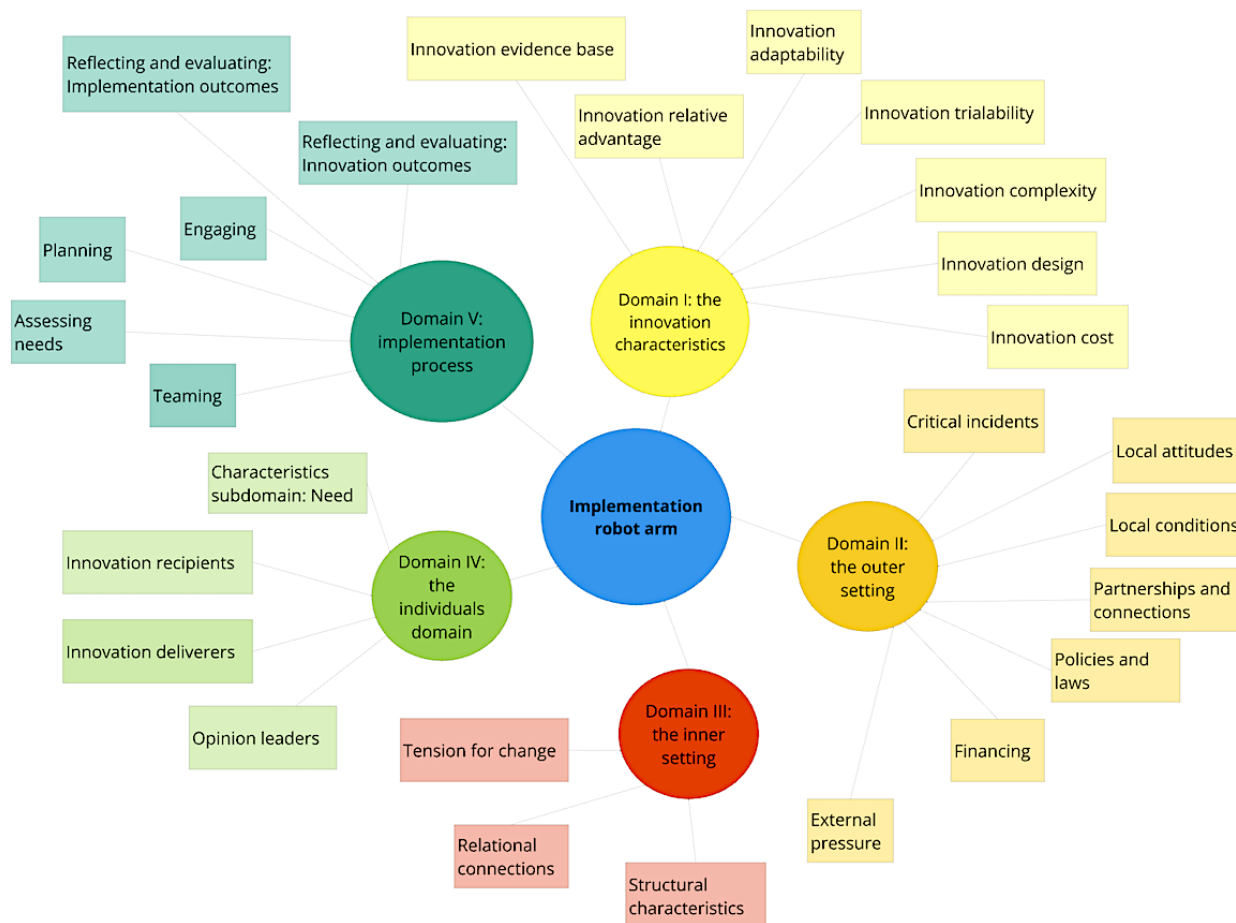 Reflecting and evaluating:
Implementation outcomes
Reflecting and evaluating:
Innovation outcomes
Engaging
Planning
Assessing
needs
Teaming
Domain V:
implementation
process
Innovation evidence base
Innovation relative
advantage
Innovation
adaptability
Innovation trialability
Innovation complexity
Innovation design
Innovation cost
Domain I: the
innovation
characteristics
Implementation
robot arm
Critical incidents
Local attitudes
Local conditions
Partnerships and
connections
Policies and
laws
Financing
External
pressure
Domain II:
the outer
setting
Characteristics
subdomain: Need
Innovation recipients
Innovation deliverers
Opinion leaders
Domain IV:
the
individuals
domain
Domain III:
the inner
setting
Tension for change
Relational
connections
Structural
characteristics